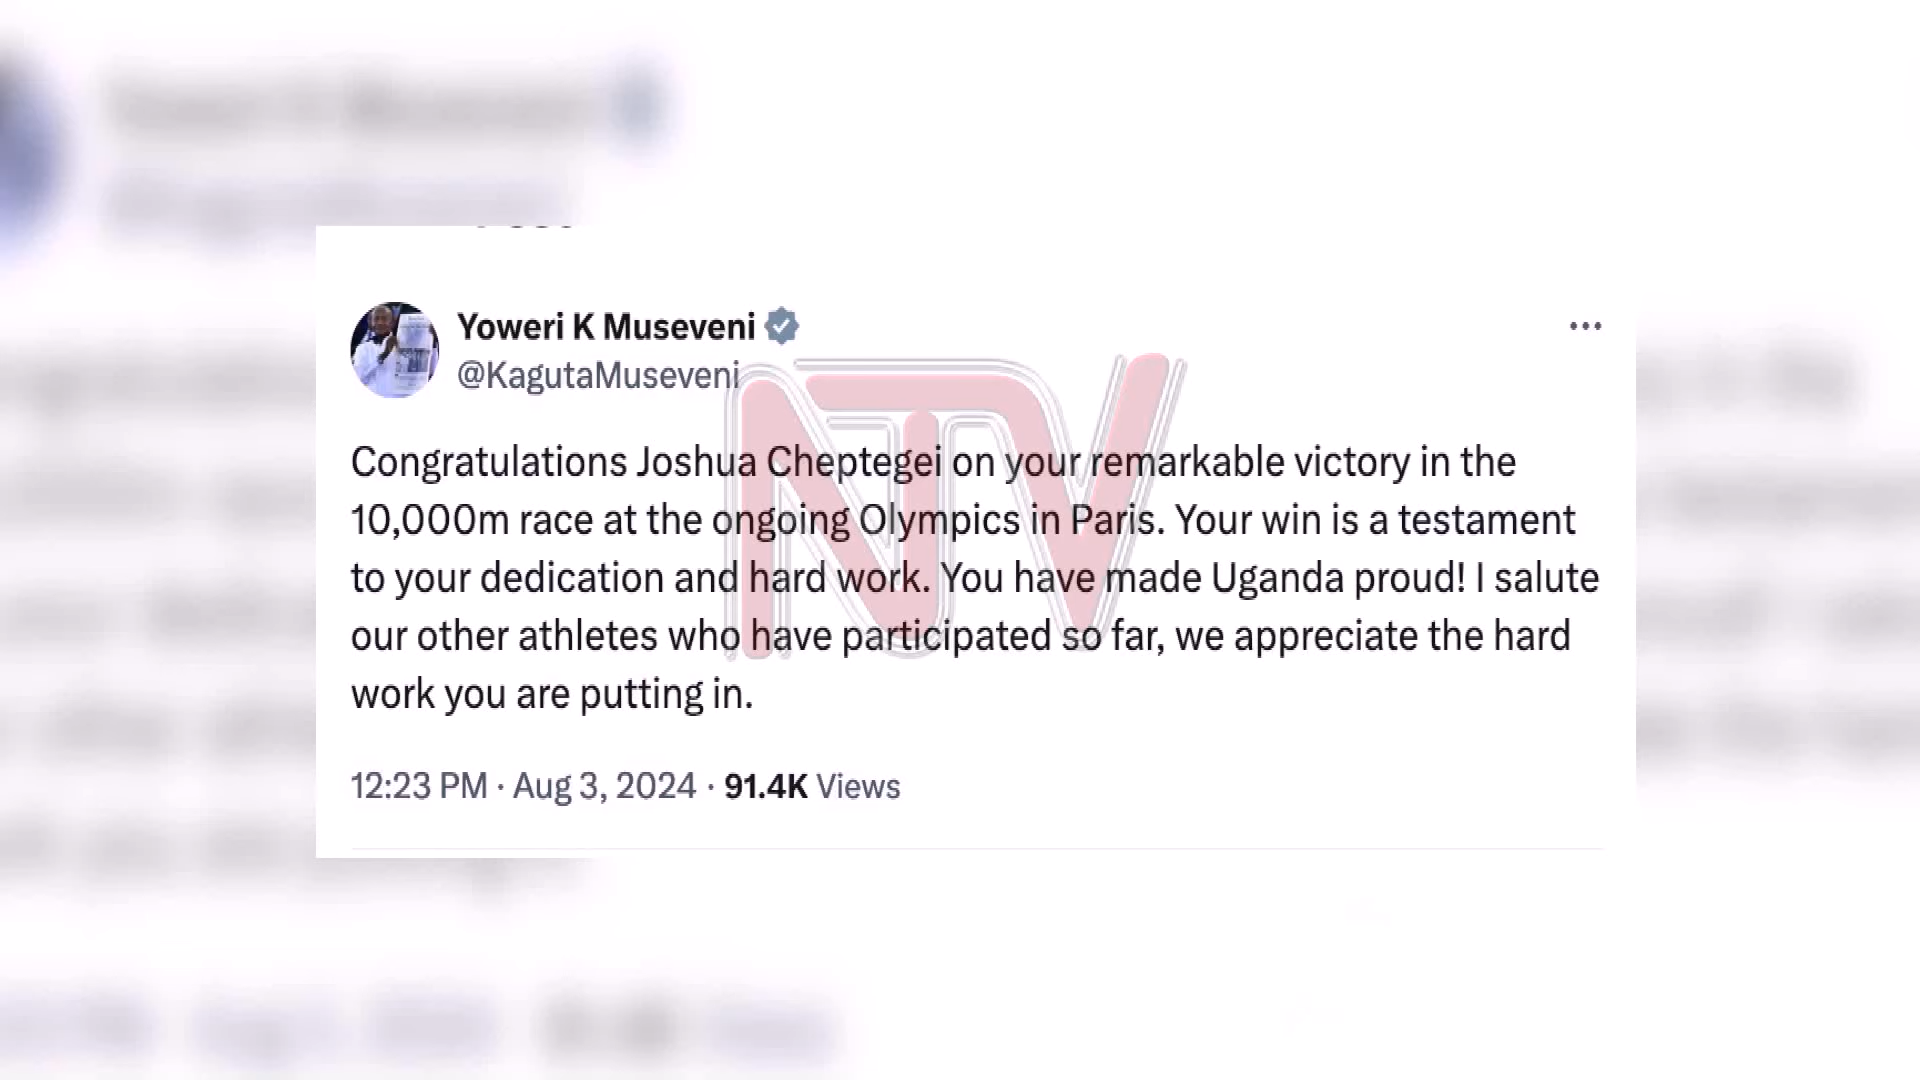 Yoweri K Museveni
@KagutaMuseveni
NTV
Congratulations Joshua Cheptegei on your remarkable victory in the
10,000m race at the ongoing Olympics in Paris. Your win is a testament
to your dedication and hard work. You have made Uganda proud! I salute
our other athletes who have participated so far, we appreciate the hard
work you are putting in.
12:23 PM · Aug 3, 2024 · 91.4K Views